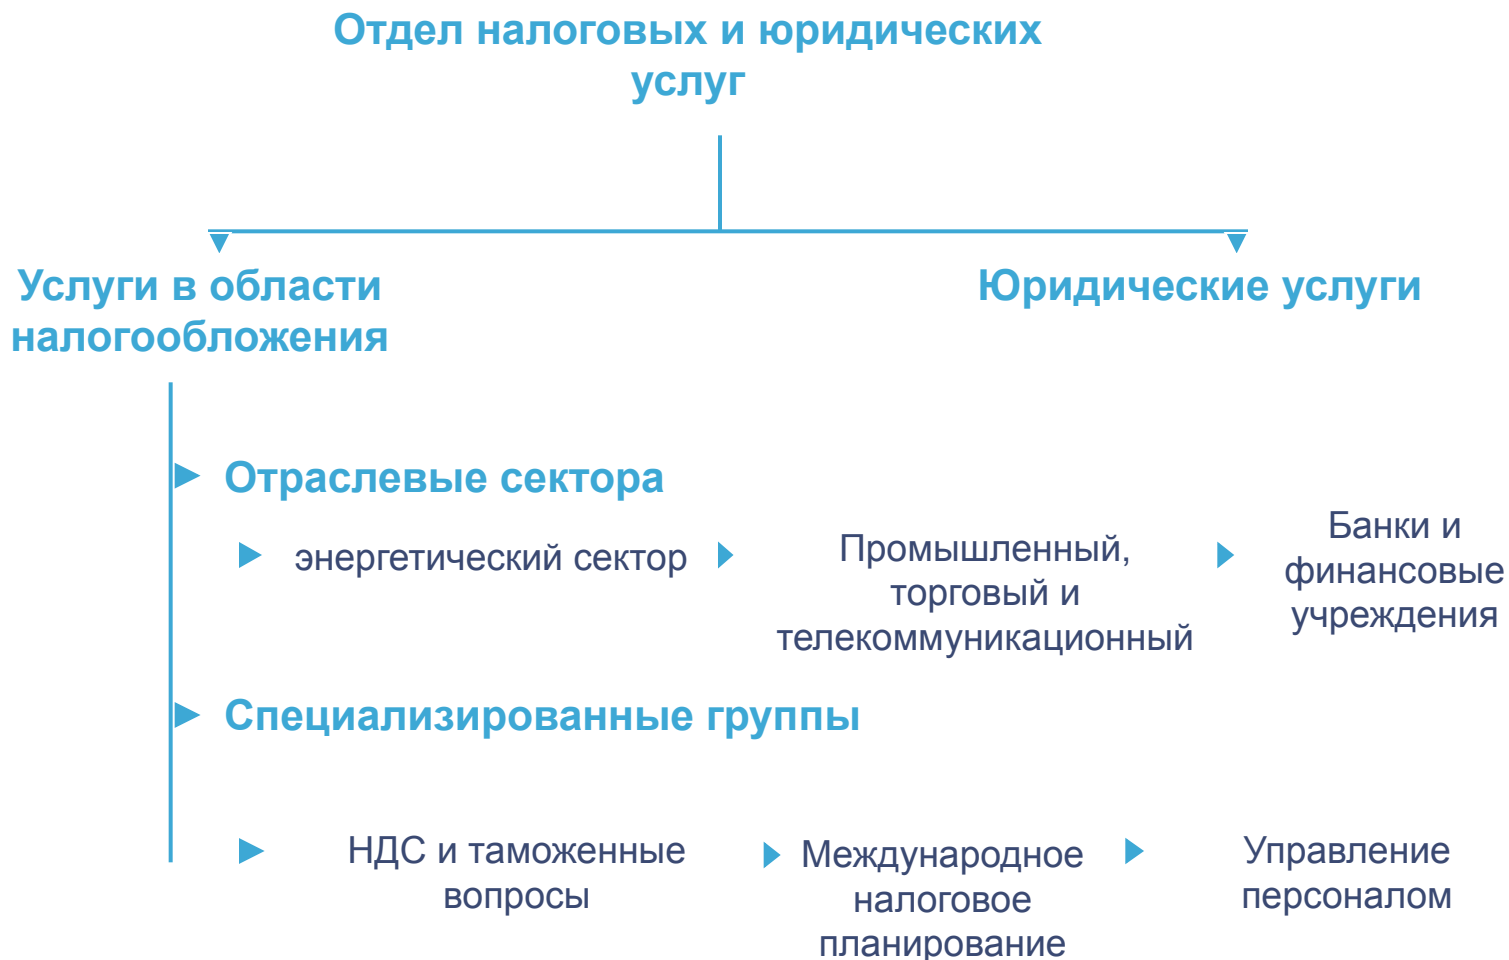 Отдел налоговых и юридических
услуг
Услуги в области
налогообложения
Юридические услуги
Отраслевые сектора
энергетический сектор
Промышленный,
торговый и
телекоммуникационный
Банки и
финансовые
учреждения
Специализированные группы
НДС и таможенные
вопросы
Международное
налоговое
планирование
Управление
персоналом